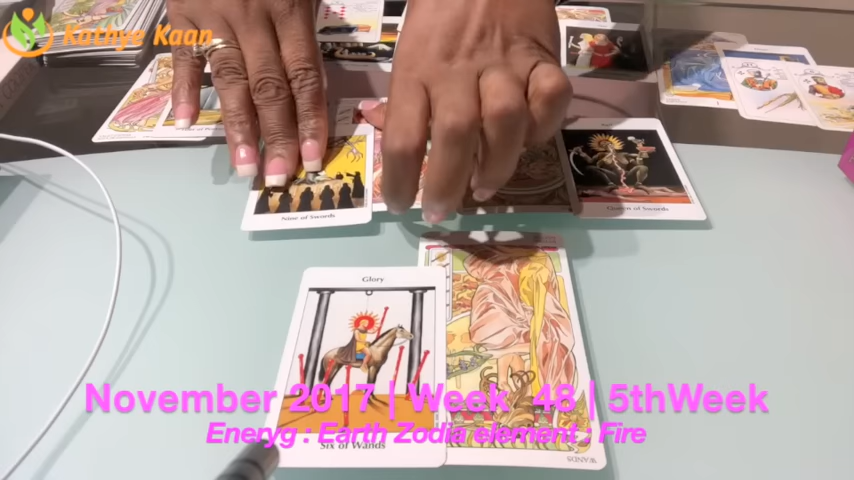 Kathye Kaan
Nine of Swords
Queen of Swords
Glory
November 2017 | Week 48 | 5thWeek
Eneryg : Earth Zodia element : Fire
Six of Wands
WANDS